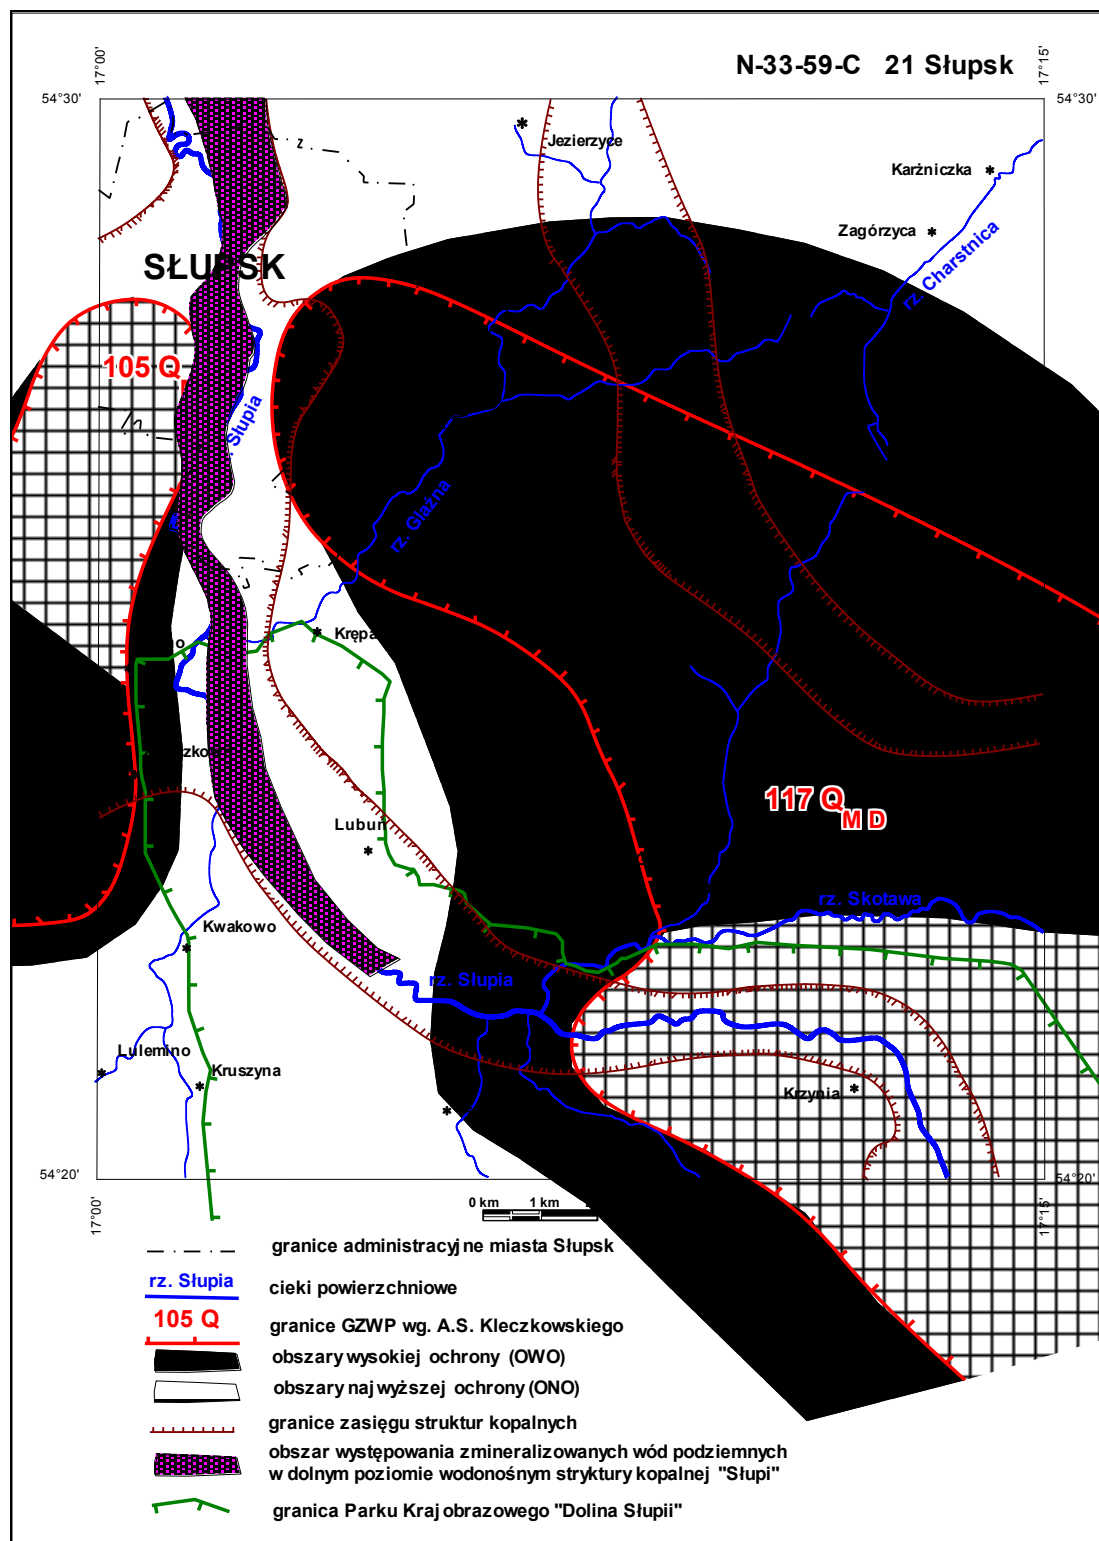 N-33-59-C 21 Słupsk
17°00'
17°15'
54°30'
54°30'
Jezierzyce
Karżniczka
Zagórzyca
rz. Charstnica
SŁUPSK
105 Q
Słupia
rz. Głaźna
o
Krępa
zkow
117 Q
M D
Lubuń
rz. Skotawa
Kwakowo
rz. Słupia
Lulemino
Kruszyna
Krzynia
54°20'
54°20'
17°00'
17°15'
0 km 1 km
granice administracyjne miasta Słupsk
rz. Słupia
cieki powierzchniowe
105 Q
granice GZWP wg. A.S. Kleczkowskiego
obszary wysokiej ochrony (OWO)
obszary najwyższej ochrony (ONO)
granice zasięgu struktur kopalnych
obszar występowania zmineralizowanych wód podziemnych
w dolnym poziomie wodonośnym stryktury kopalnej "Słupi"
granica Parku Krajobrazowego "Dolina Słupii"